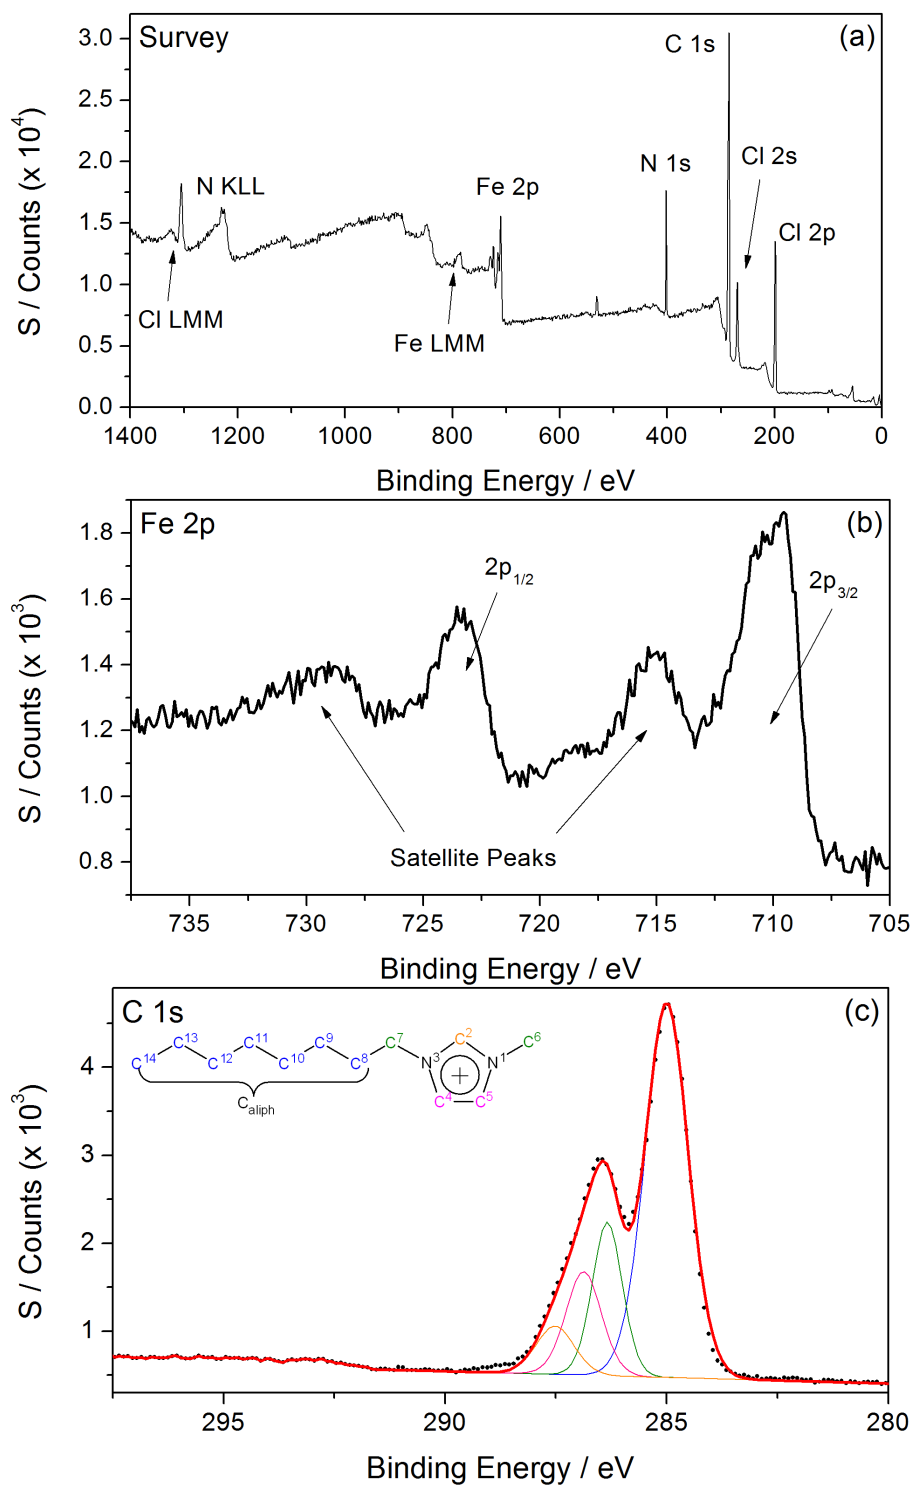 Survey
(a)
C 1s
N KLL
Fe 2p
N 1s
Cl 2s
Cl 2p
Cl LMM
Fe LMM
S / Counts (x 10⁴)
3.0
2.5
2.0
1.5
1.0
0.5
0.0
1400 1200 1000 800 600 400 200 0
Binding Energy / eV
Fe 2p
(b)
2p1/2
2p3/2
Satellite Peaks
S / Counts (x 10³)
1.8
1.6
1.4
1.2
1.0
0.8
735 730 725 720 715 710 705
Binding Energy / eV
C 1s
(c)
C¹³ C¹¹ C⁹ C⁷ C² C⁶
C¹⁴ C¹² C¹⁰ C⁸ N³ N¹
+
C⁴ C⁵
Caliph
S / Counts (x 10³)
4
3
2
1
295 290 285 280
Binding Energy / eV